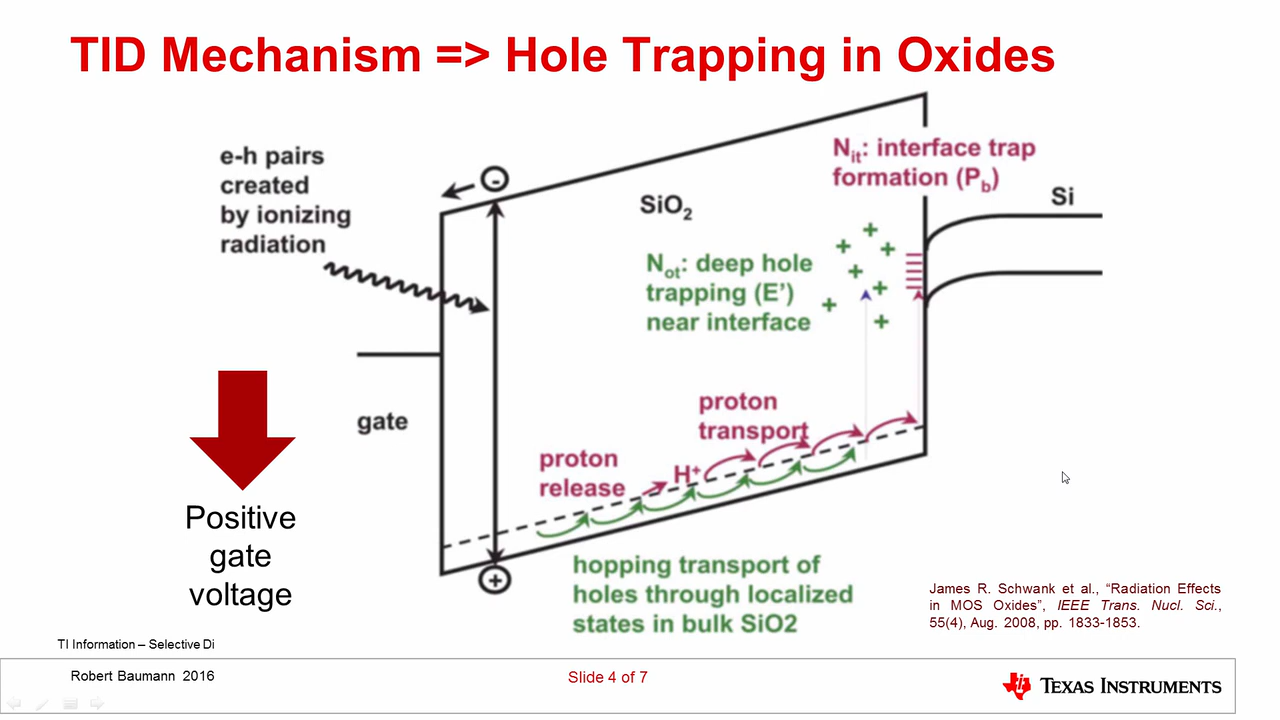 TID Mechanism => Hole Trapping in Oxides
e-h pairs
created
by ionizing
radiation
-
SiO2
Nit: interface trap
formation (Pb)
Si
Not: deep hole
trapping (E’)
near interface
+ + + + + + +
gate
proton
transport
proton
release
H+
+
hopping transport of
holes through localized
states in bulk SiO2
Positive
gate
voltage
James R. Schwank et al., “Radiation Effects
in MOS Oxides”, IEEE Trans. Nucl. Sci.,
55(4), Aug. 2008, pp. 1833-1853.
TI Information – Selective Di
Robert Baumann 2016
Slide 4 of 7
TEXAS INSTRUMENTS